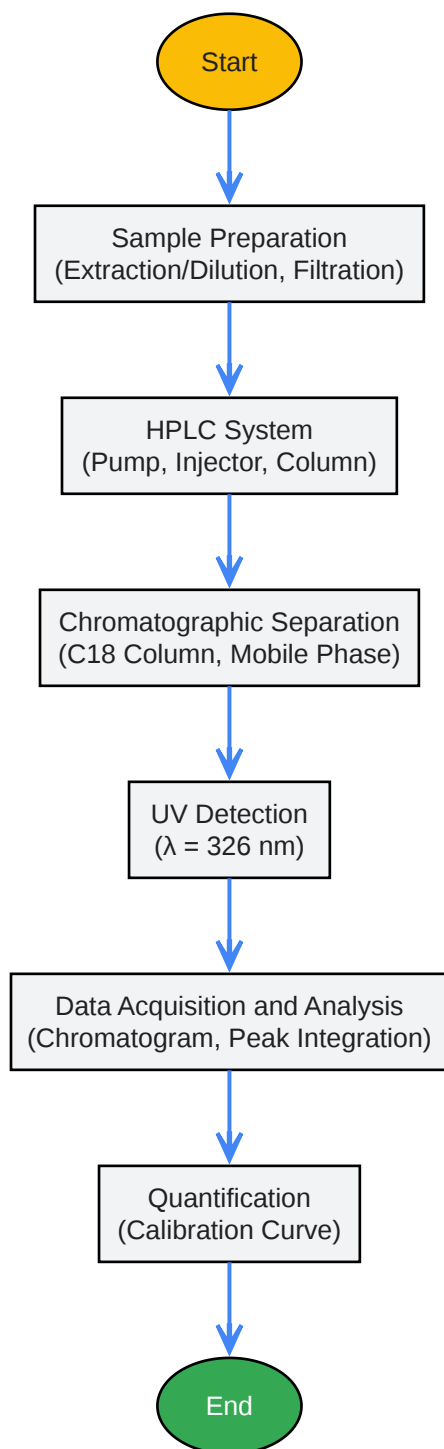 Start
Sample Preparation
(Extraction/Dilution, Filtration)
HPLC System
(Pump, Injector, Column)
Chromatographic Separation
(C18 Column, Mobile Phase)
UV Detection
(λ = 326 nm)
Data Acquisition and Analysis
(Chromatogram, Peak Integration)
Quantification
(Calibration Curve)
End